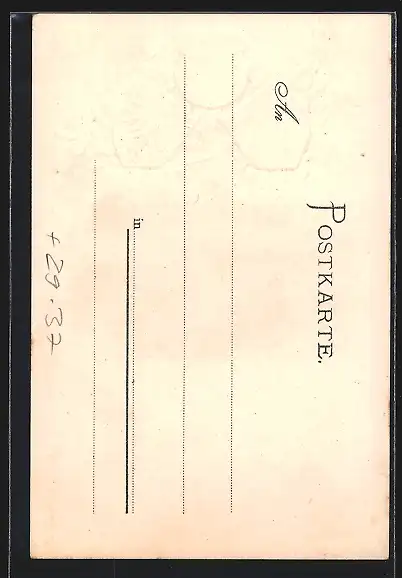 POSTKARTE.
An
in
+ 29.37